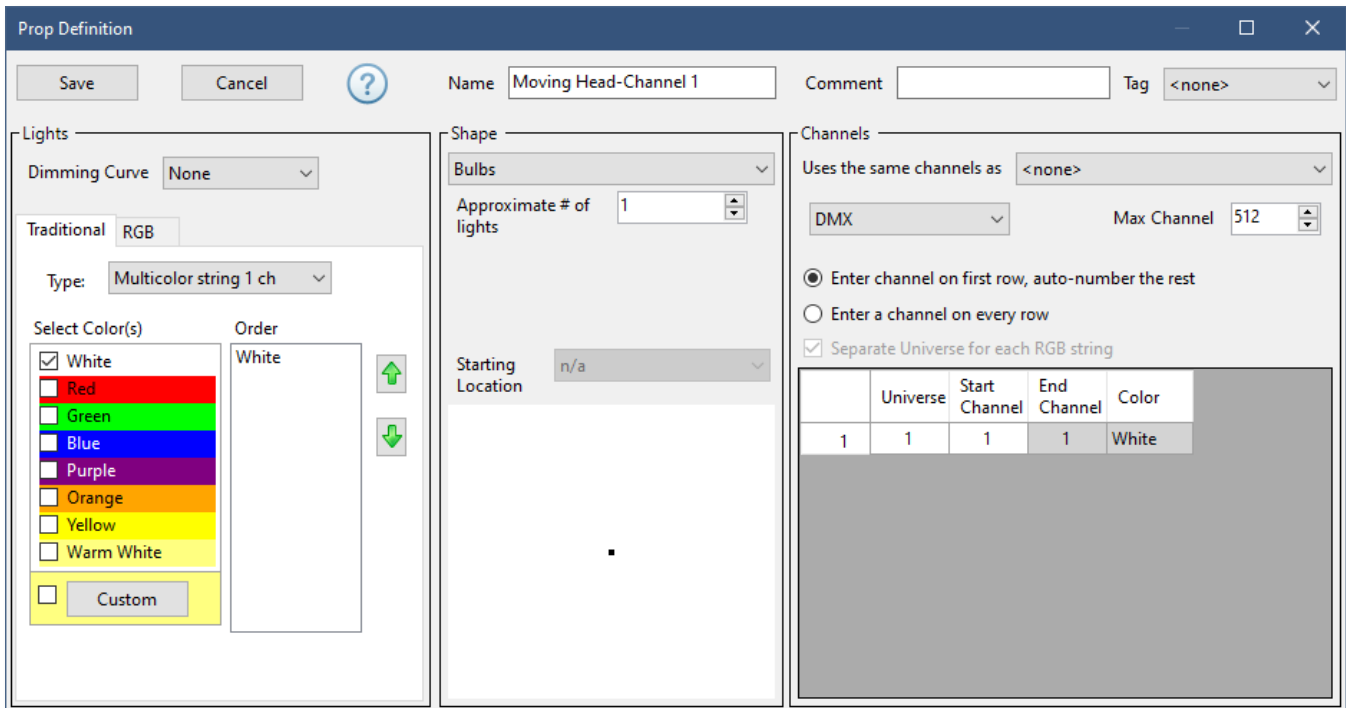 Prop Definition
Save Cancel ? Name Moving Head-Channel 1 Comment Tag <none>
Lights
Dimming Curve None
Traditional RGB
Type: Multicolor string 1 ch
Select Color(s) Order
White White
Red
Green
Blue
Purple
Orange
Yellow
Warm White
Custom
Shape
Bulbs
Approximate # of 1
lights
Starting n/a
Location
Channels
Uses the same channels as <none>
DMX Max Channel 512
Enter channel on first row, auto-number the rest
Enter a channel on every row
Separate Universe for each RGB string
Universe Start Channel End Channel Color
1 1 1 1 White